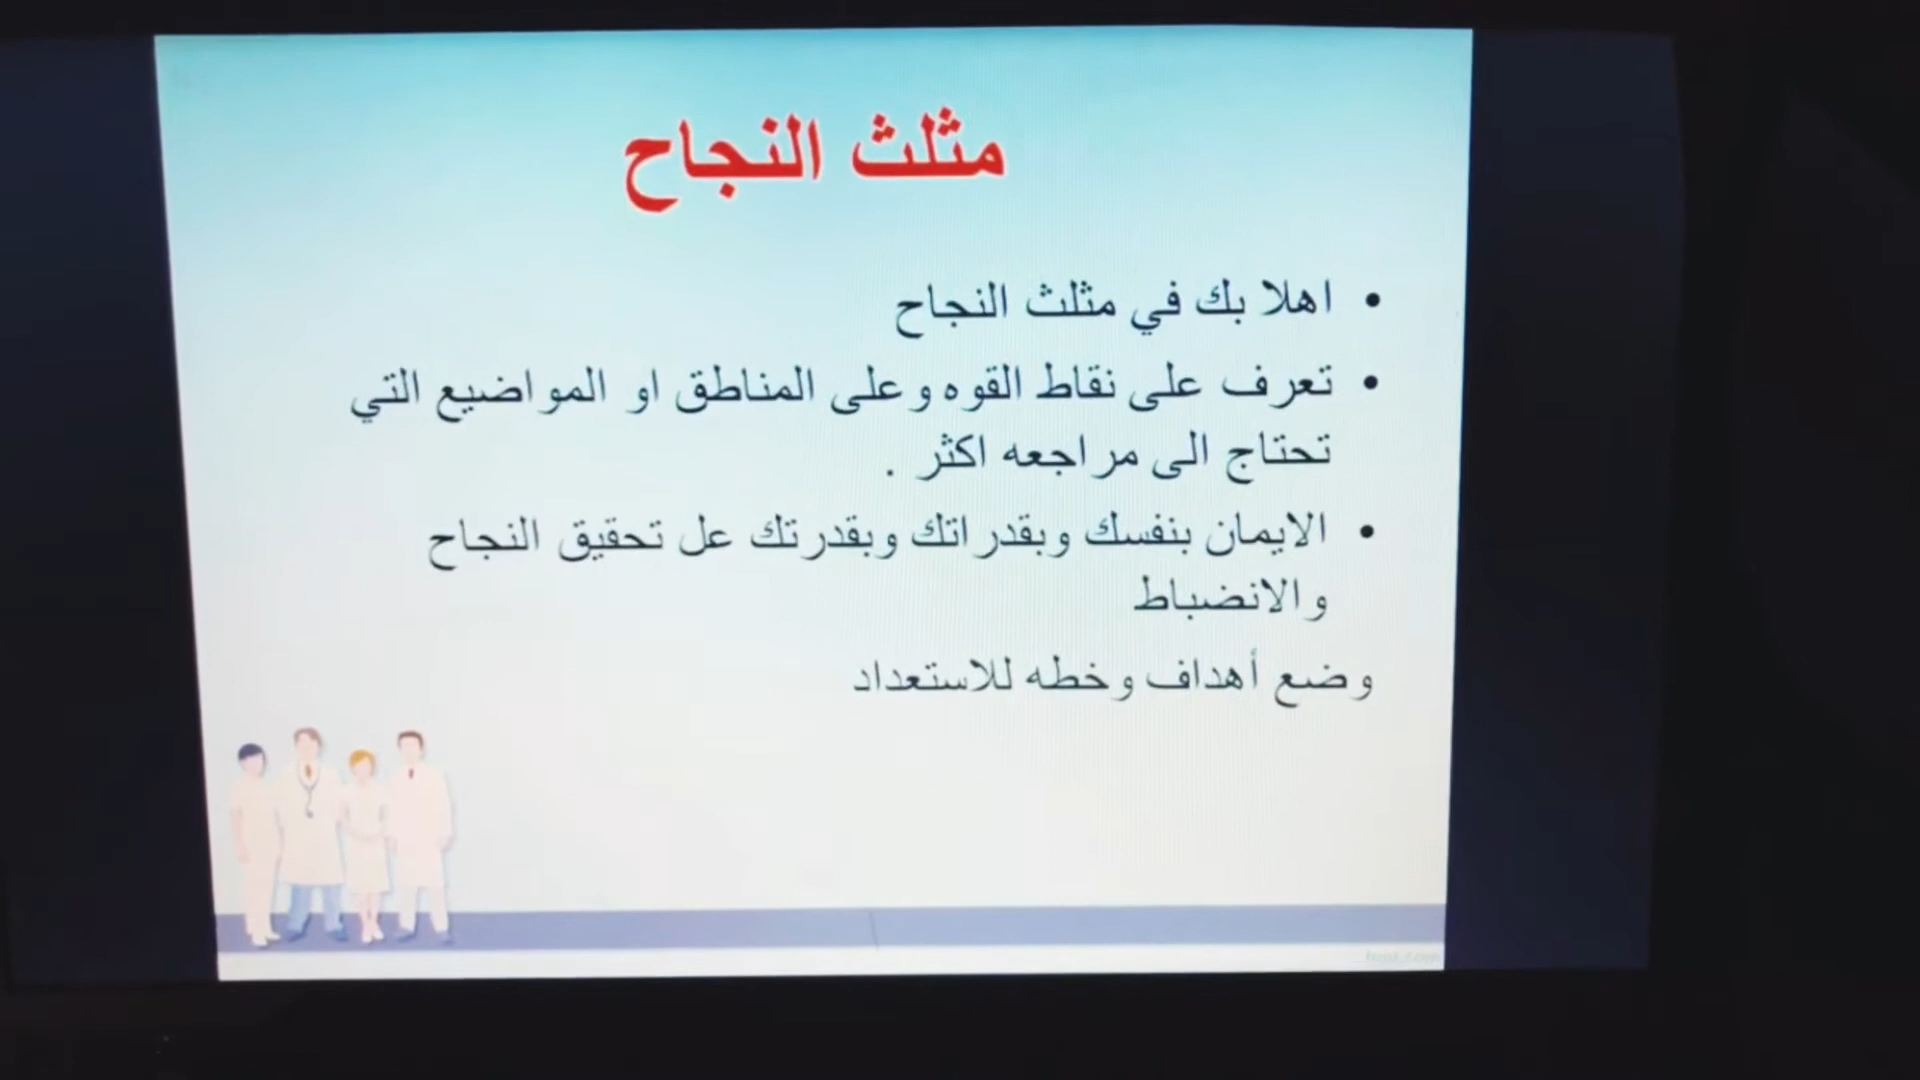 مثلث النجاح
• اهلا بك في مثلث النجاح
• تعرف على نقاط القوه وعلى المناطق او المواضيع التي
تحتاج الى مراجعه اكثر .
• الايمان بنفسك وبقدراتك وبقدرتك عل تحقيق النجاح
والانضباط
وضع أهداف وخطه للاستعداد